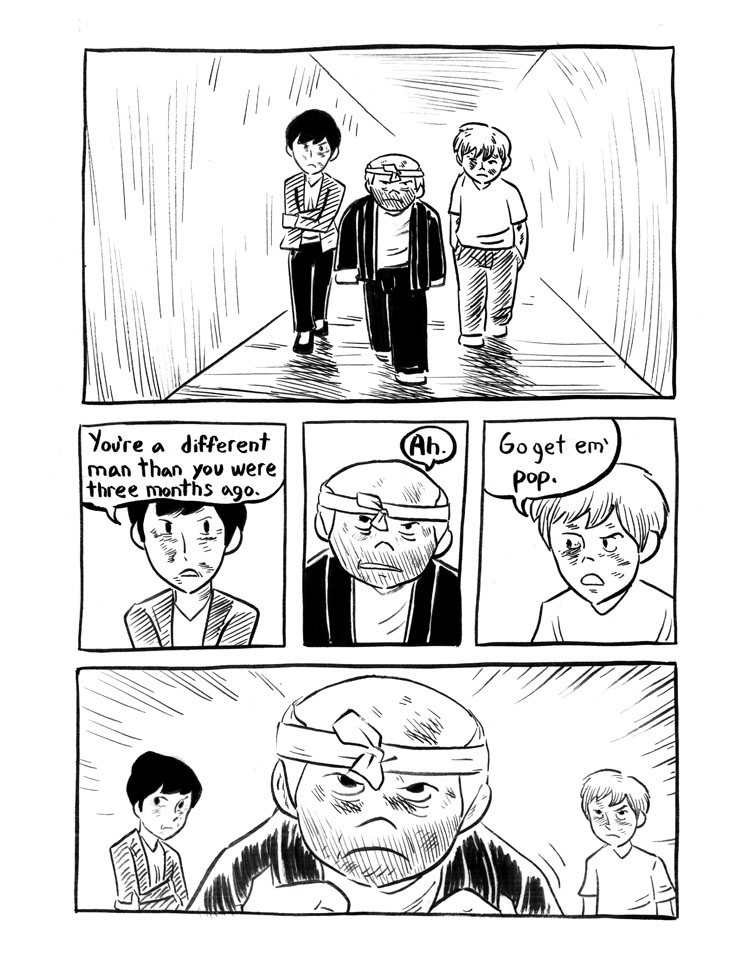 You're a different
man than you were
three months ago.
Ah.
Go get em'
pop.